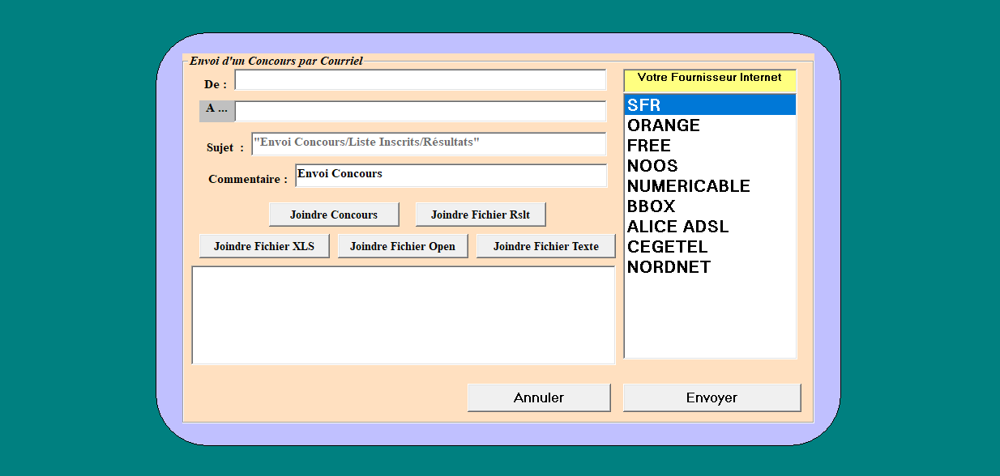 Envoi d'un Concours par Courriel
De :
A ...
Sujet :
"Envoi Concours/Liste Inscrits/Résultats"
Commentaire :
Envoi Concours
Joindre Concours
Joindre Fichier Rslt
Joindre Fichier XLS
Joindre Fichier Open
Joindre Fichier Texte
Votre Fournisseur Internet
SFR
ORANGE
FREE
NOOS
NUMERICABLE
BBOX
ALICE ADSL
CEGETEL
NORDNET
Annuler
Envoyer